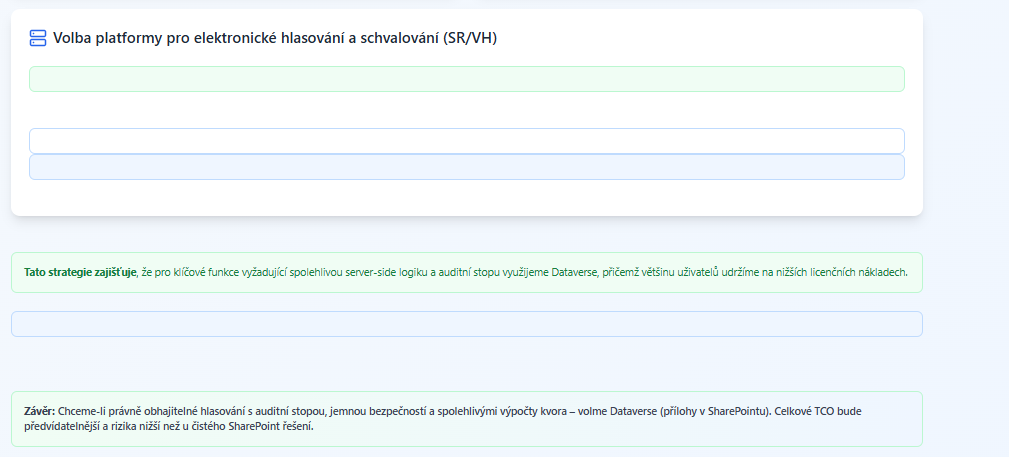 Volba platformy pro elektronické hlasování a schvalování (SR/VH)
Tato strategie zajišťuje, že pro klíčové funkce vyžadující spolehlivou server-side logiku a auditní stopu využijeme Dataverse, přičemž většinu uživatelů udržíme na nižších licenčních nákladech.
Závěr: Chceme-li právně obhajitelné hlasování s auditní stopou, jemnou bezpečností a spolehlivými výpočty kvora – volme Dataverse (přílohy v SharePointu). Celkové TCO bude
předvídatelnější a rizika nižší než u čistého SharePoint řešení.